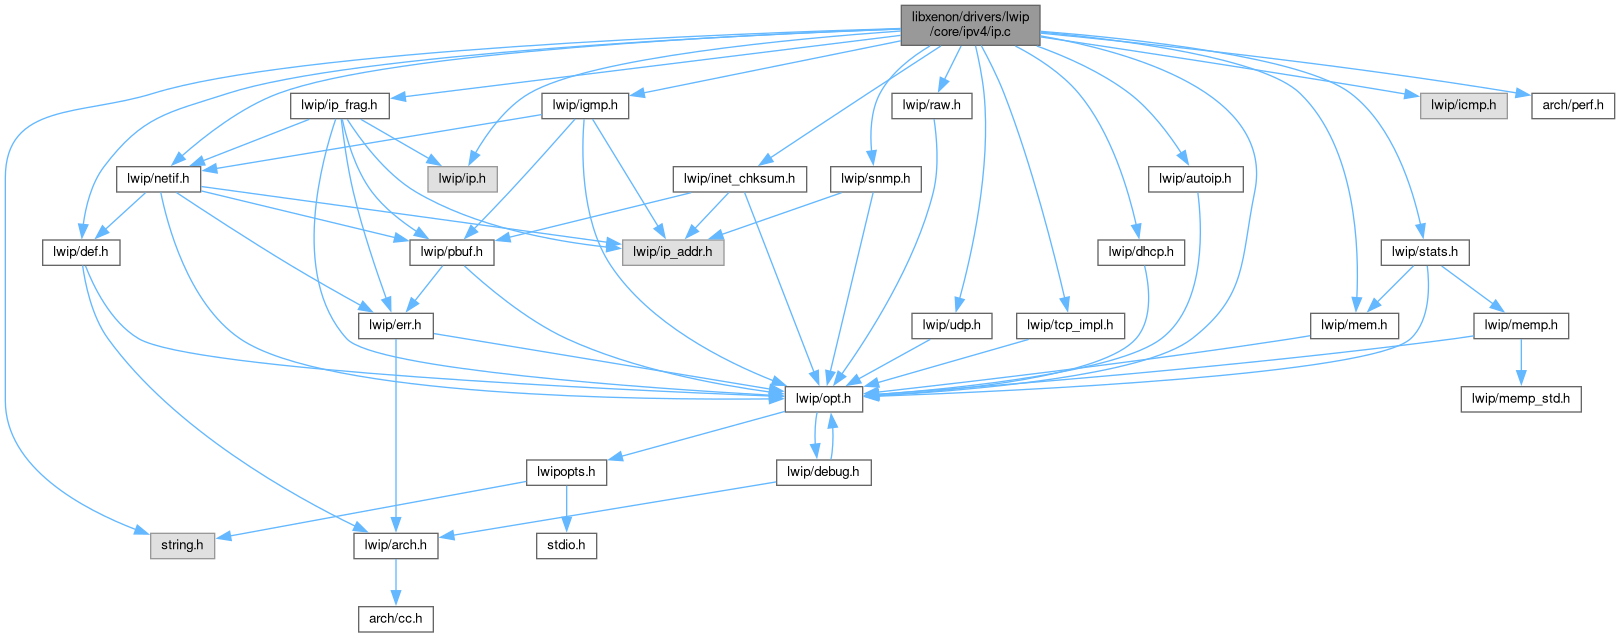 libxenon/drivers/lwip
/core/ipv4/ip.c
lwip/ip_frag.h
lwip/igmp.h
lwip/raw.h
lwip/icmp.h
arch/perf.h
lwip/netif.h
lwip/ip.h
lwip/inet_chksum.h
lwip/snmp.h
lwip/autoip.h
lwip/def.h
lwip/pbuf.h
lwip/ip_addr.h
lwip/dhcp.h
lwip/stats.h
lwip/err.h
lwip/udp.h
lwip/tcp_impl.h
lwip/mem.h
lwip/memp.h
lwip/opt.h
lwip/memp_std.h
lwipopts.h
lwip/debug.h
string.h
lwip/arch.h
stdio.h
arch/cc.h